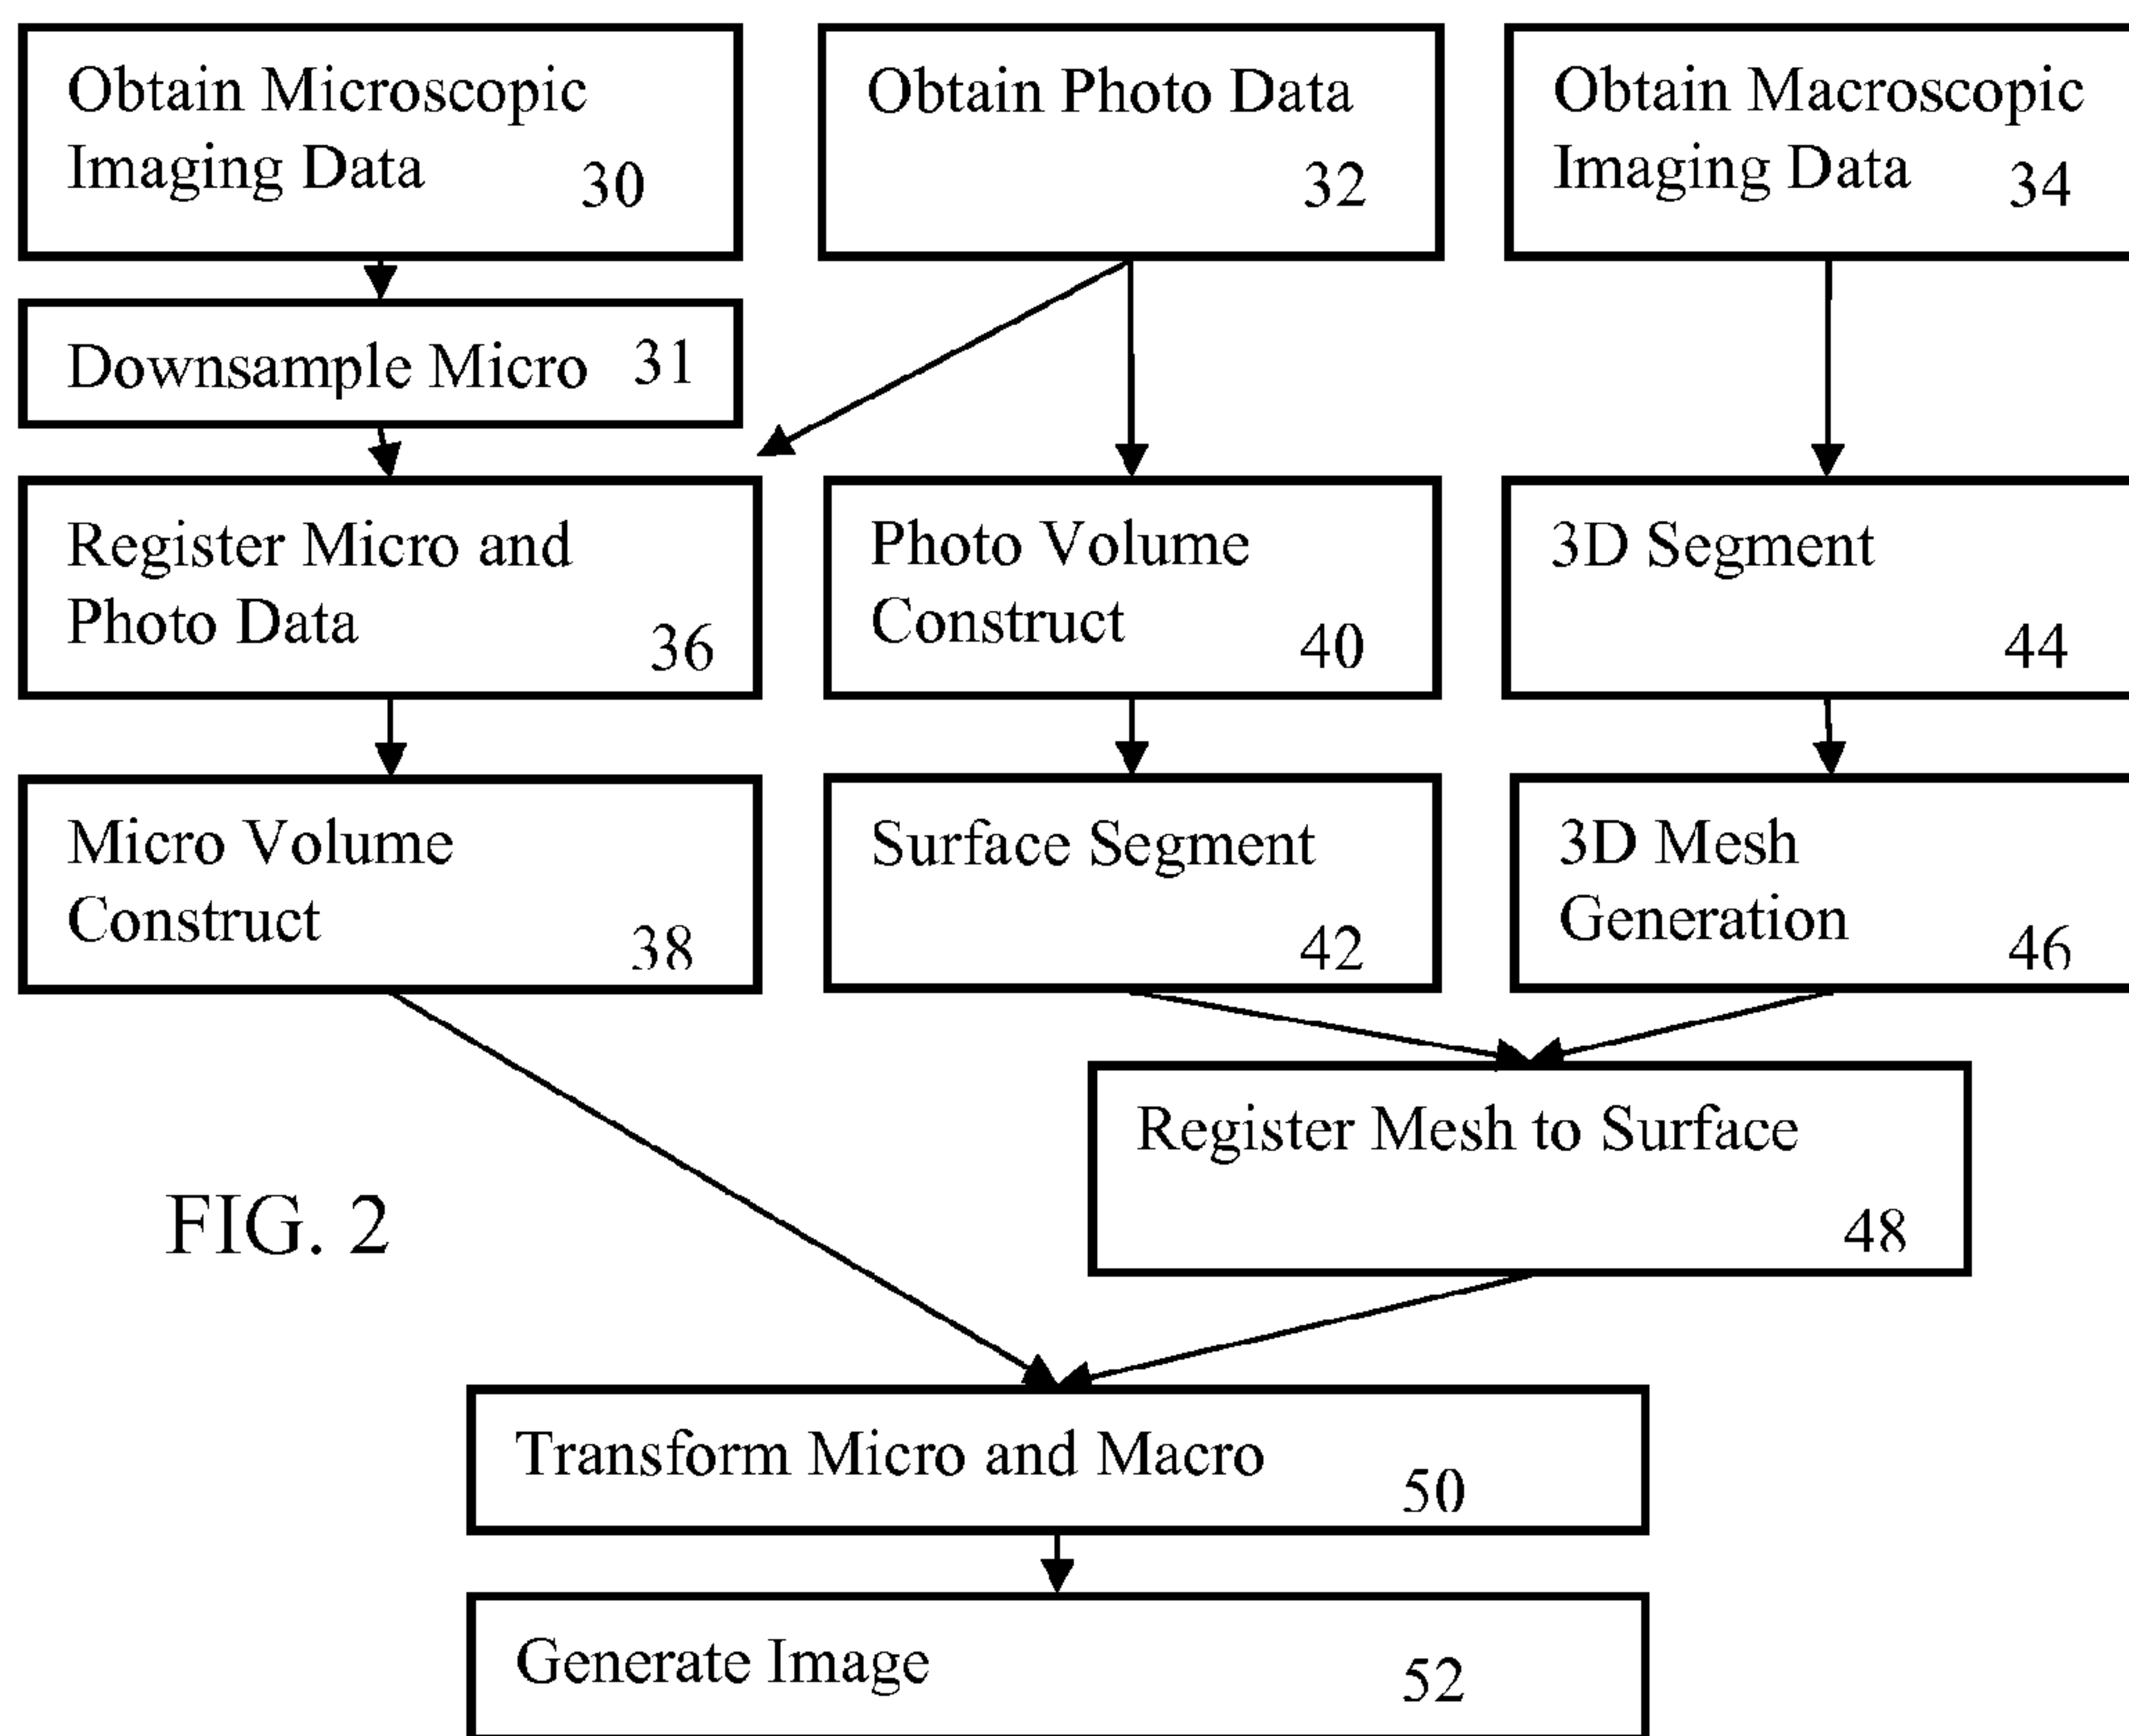 Obtain Microscopic
Imaging Data 30
Obtain Photo Data
32
Obtain Macroscopic
Imaging Data 34
Downsample Micro 31
Register Micro and
Photo Data
36
Photo Volume
Construct
40
3D Segment
44
Micro Volume
Construct
38
Surface Segment
42
3D Mesh
Generation
46
Register Mesh to Surface
48
FIG. 2
Transform Micro and Macro
50
Generate Image
52